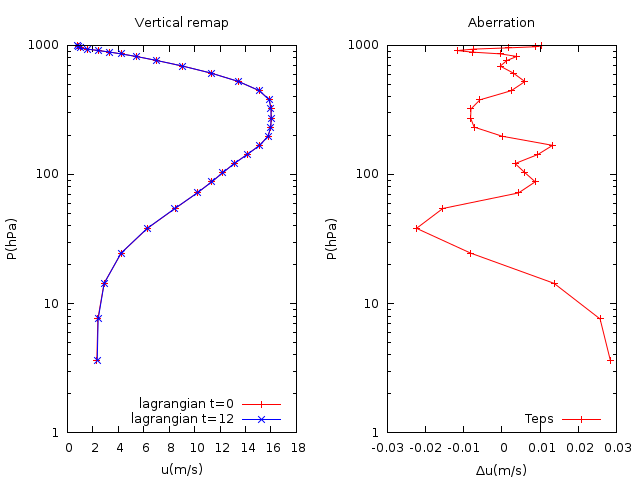 Vertical remap
1000
100
10
1
P(hPa)
lagrangian t=0
lagrangian t=12
0 2 4 6 8 10 12 14 16 18
u(m/s)
Aberration
1000
100
10
1
P(hPa)
Teps
-0.03 -0.02 -0.01 0 0.01 0.02 0.03
Δu(m/s)